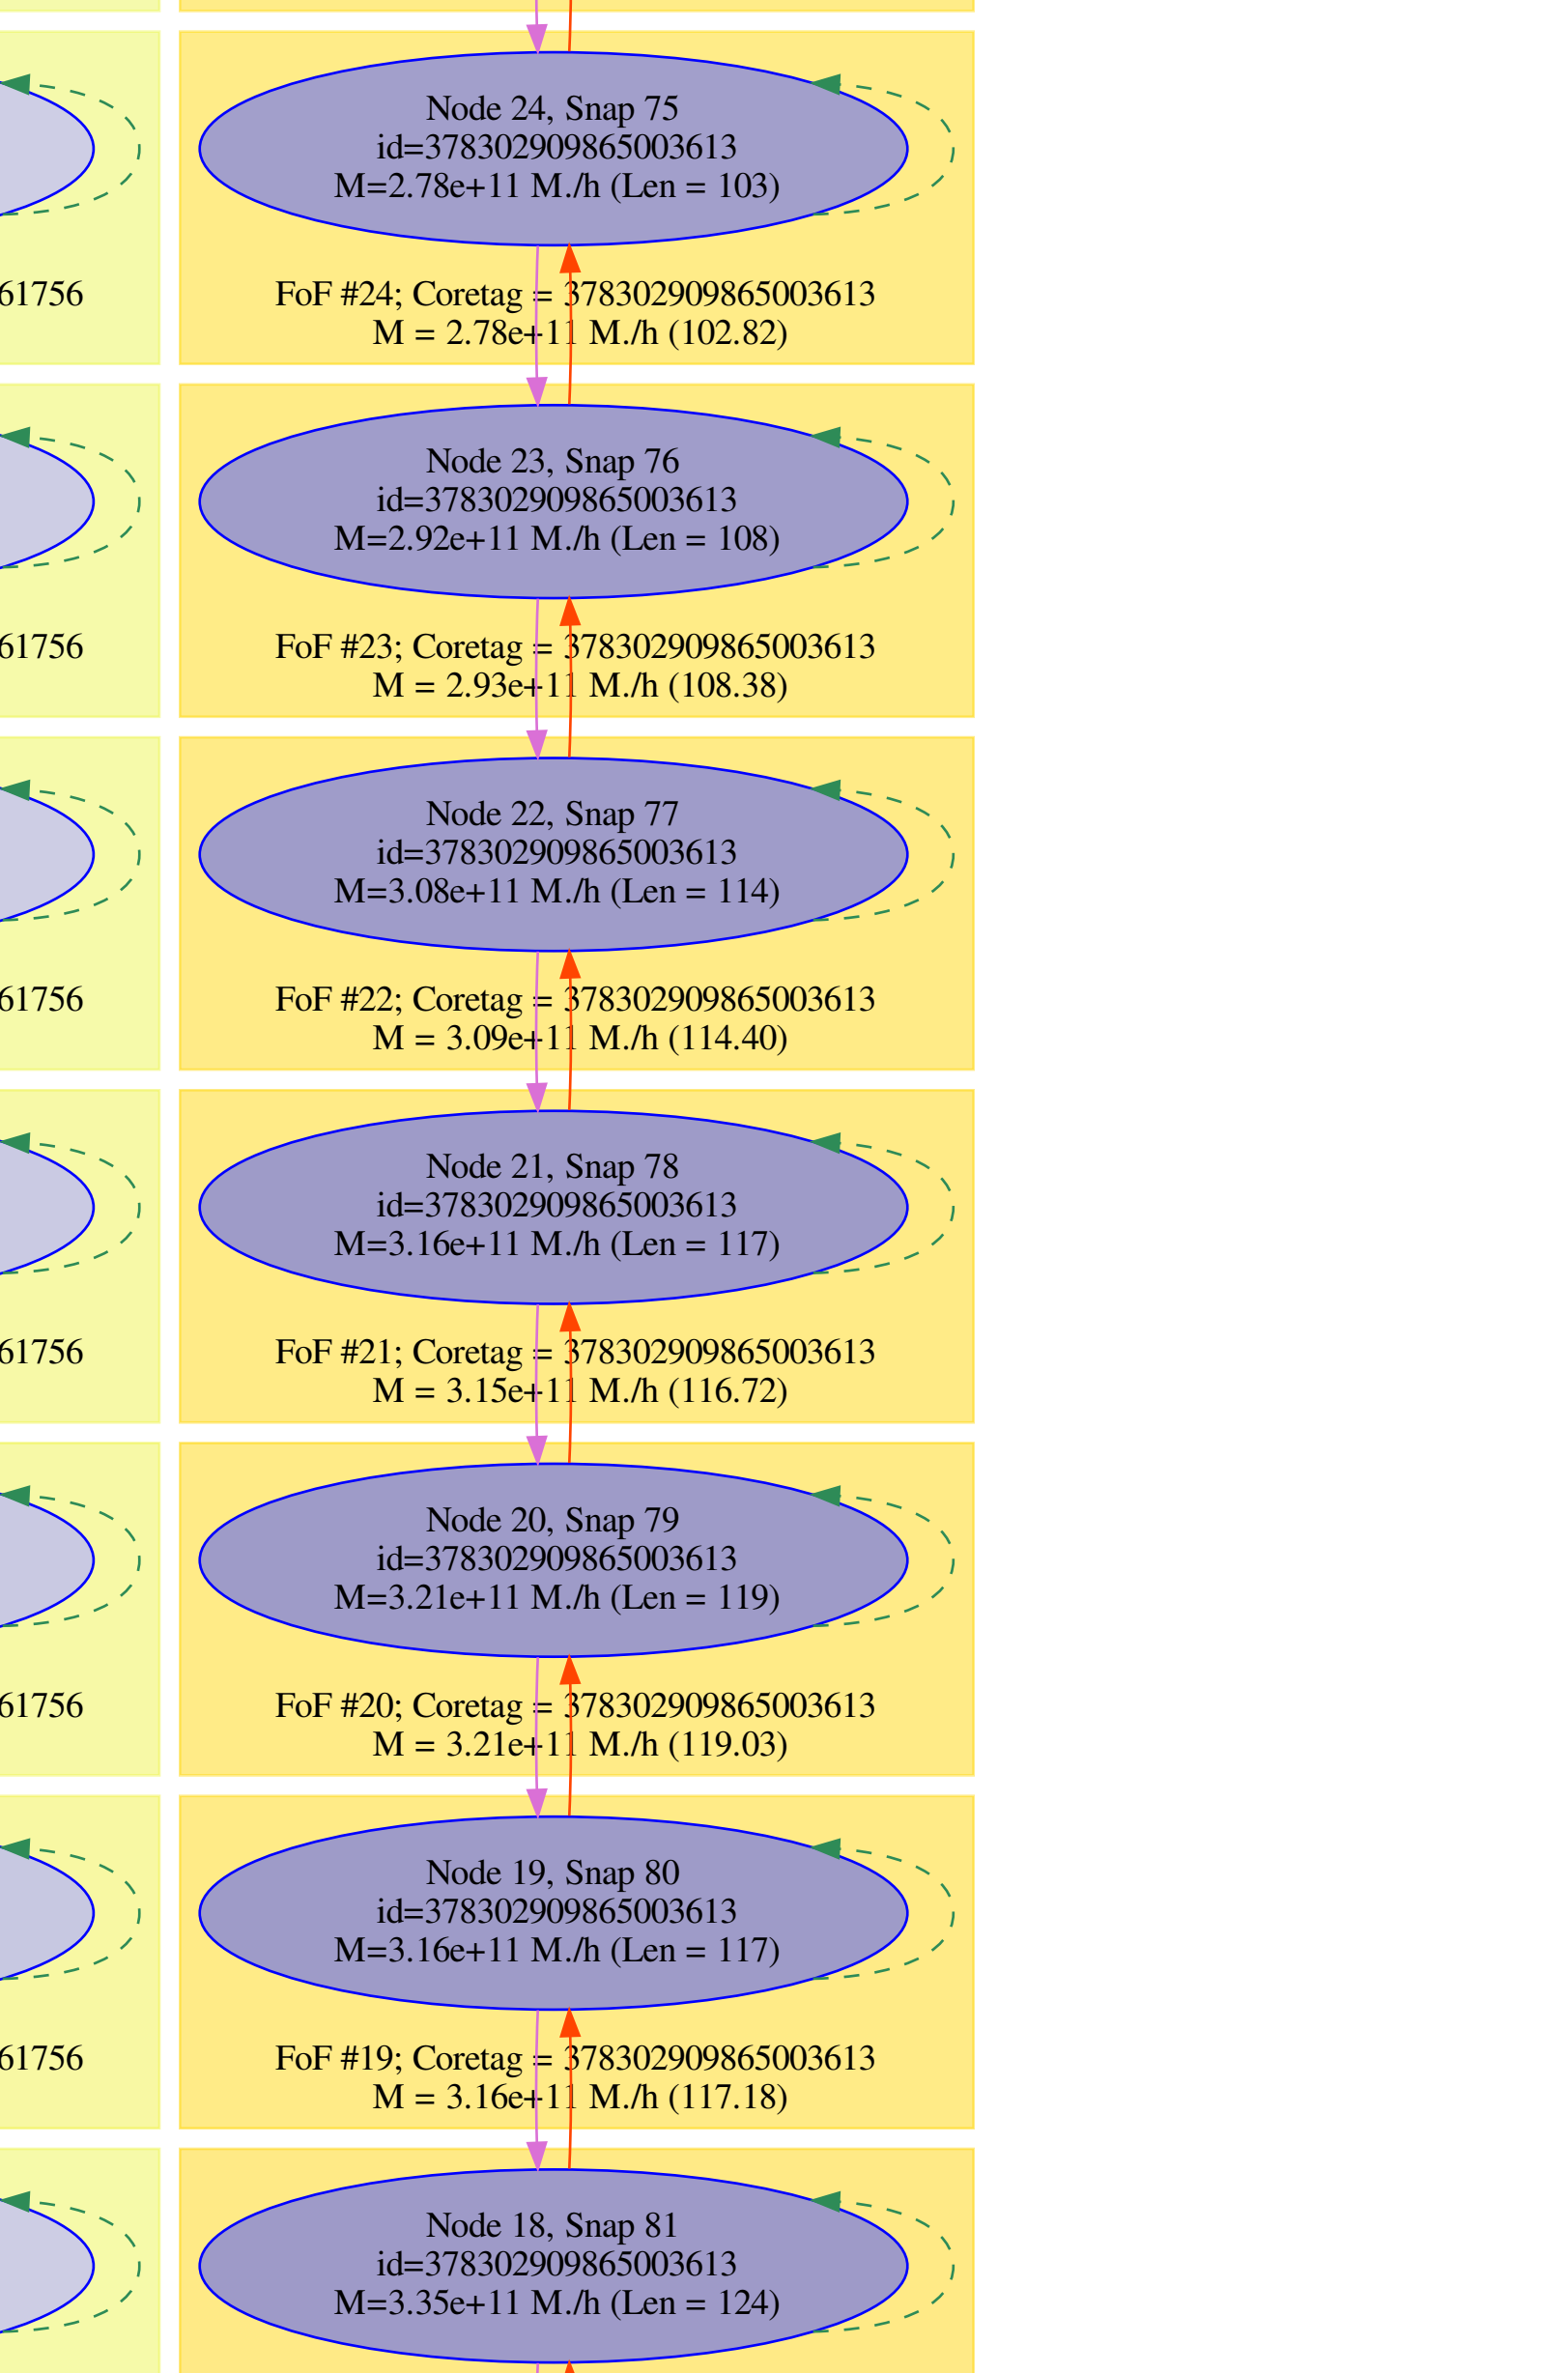 Node 24, Snap 75
id=378302909865003613
M=2.78e+11 M./h (Len = 103)
61756
FoF #24; Coretag = 378302909865003613
M = 2.78e+11 M./h (102.82)
Node 23, Snap 76
id=378302909865003613
M=2.92e+11 M./h (Len = 108)
61756
FoF #23; Coretag = 378302909865003613
M = 2.93e+11 M./h (108.38)
Node 22, Snap 77
id=378302909865003613
M=3.08e+11 M./h (Len = 114)
61756
FoF #22; Coretag = 378302909865003613
M = 3.09e+11 M./h (114.40)
Node 21, Snap 78
id=378302909865003613
M=3.16e+11 M./h (Len = 117)
61756
FoF #21; Coretag = 378302909865003613
M = 3.15e+11 M./h (116.72)
Node 20, Snap 79
id=378302909865003613
M=3.21e+11 M./h (Len = 119)
61756
FoF #20; Coretag = 378302909865003613
M = 3.21e+11 M./h (119.03)
Node 19, Snap 80
id=378302909865003613
M=3.16e+11 M./h (Len = 117)
61756
FoF #19; Coretag = 378302909865003613
M = 3.16e+11 M./h (117.18)
Node 18, Snap 81
id=378302909865003613
M=3.35e+11 M./h (Len = 124)